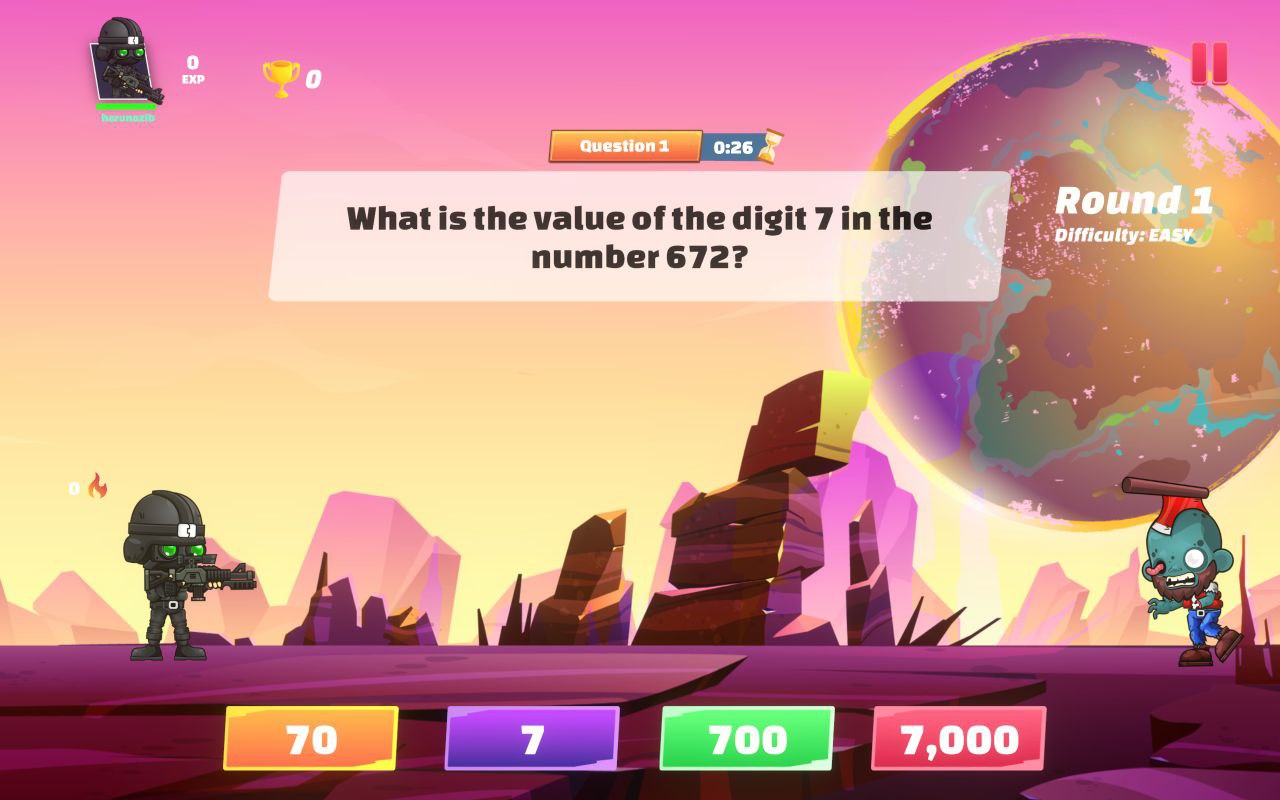 0
EXP
0
herunozib
Question 1
0:26
What is the value of the digit 7 in the
number 672?
Round 1
Difficulty: EASY
0
70
7
700
7,000